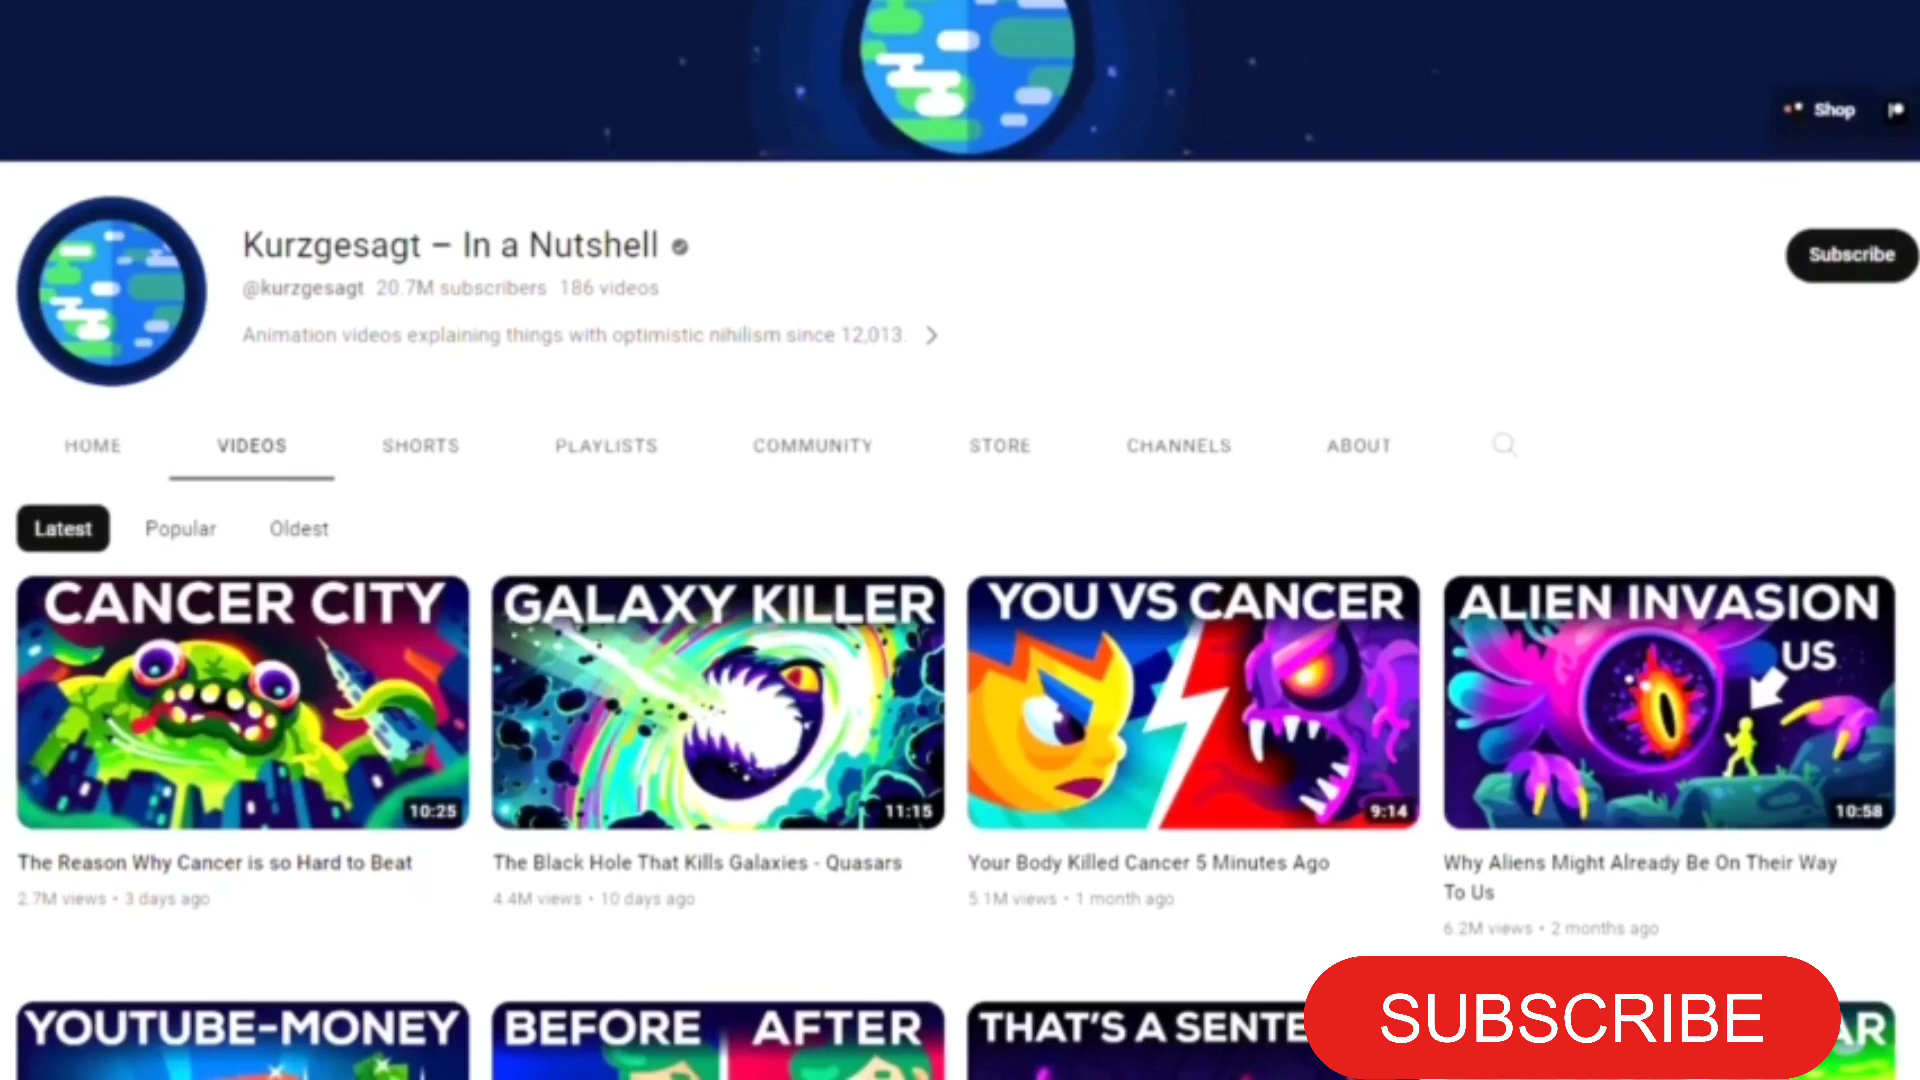 Shop
Kurzgesagt – In a Nutshell
Subscribe
@kurzgesagt 20.7M subscribers 186 videos
Animation videos explaining things with optimistic nihilism since 12,013.
HOME VIDEOS SHORTS PLAYLISTS COMMUNITY STORE CHANNELS ABOUT
Latest Popular Oldest
CANCER CITY
10:25
GALAXY KILLER
11:15
YOU VS CANCER
9:14
ALIEN INVASION
US
10:58
The Reason Why Cancer is so Hard to Beat
2.7M views • 3 days ago
The Black Hole That Kills Galaxies - Quasars
4.4M views • 10 days ago
Your Body Killed Cancer 5 Minutes Ago
5.1M views • 1 month ago
Why Aliens Might Already Be On Their Way
To Us
6.2M views • 2 months ago
YOUTUBE-MONEY
BEFORE AFTER
THAT'S A SENTE
SUBSCRIBE